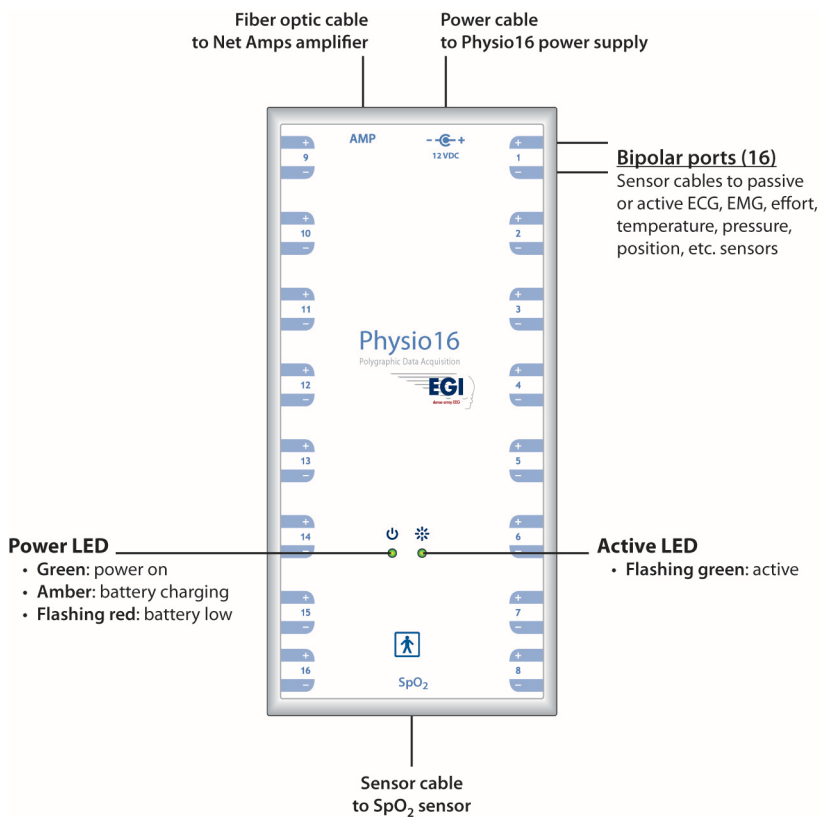 Fiber optic cable
to Net Amps amplifier
Power cable
to Physio16 power supply
AMP
- +
12 VDC
+
9
−
+
1
−
Bipolar ports (16)
Sensor cables to passive
or active ECG, EMG, effort,
temperature, pressure,
position, etc. sensors
+
10
−
+
2
−
+
11
−
+
3
−
Physio16
Polygraphic Data Acquisition
EGI
dense-array EEG
+
12
−
+
4
−
+
13
−
+
5
−
+
14
−
+
6
−
Power LED
• Green: power on
• Amber: battery charging
• Flashing red: battery low
Active LED
• Flashing green: active
+
15
−
+
7
−
+
16
−
+
8
−
SpO₂
Sensor cable
to SpO₂ sensor